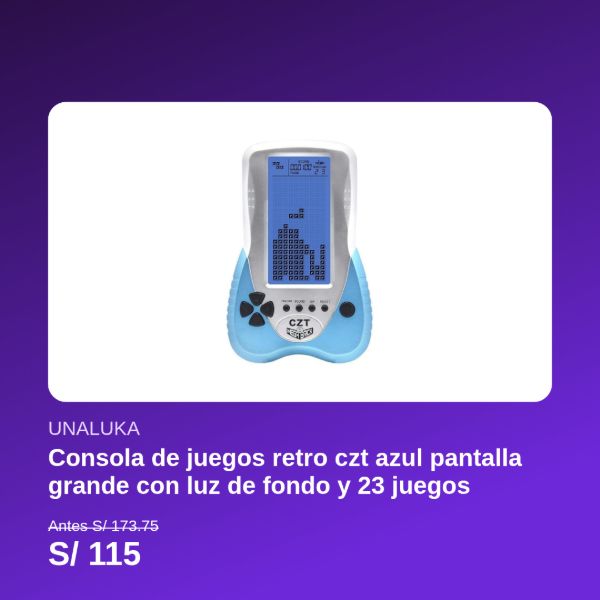 UNALUKA
Consola de juegos retro czt azul pantalla
grande con luz de fondo y 23 juegos
Antes S/ 173.75
S/ 115
CZT